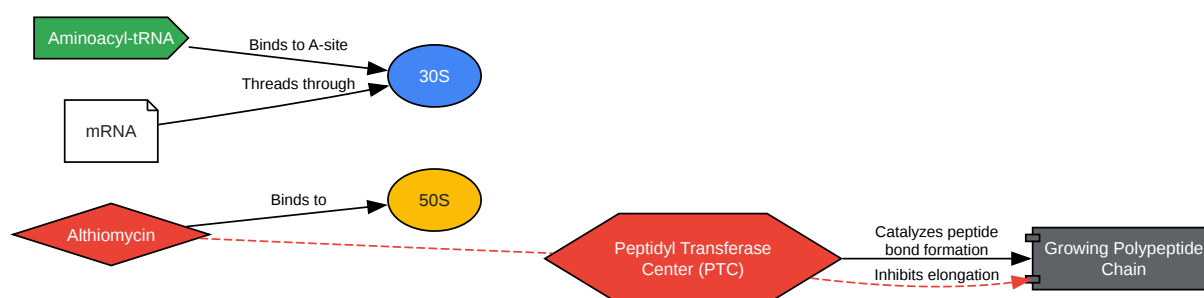 Aminoacyl-tRNA
Binds to A-site
30S
Threads through
mRNA
Binds to
50S
Althiomycin
Peptidyl Transferase
Center (PTC)
Catalyzes peptide
bond formation
Inhibits elongation
Growing Polypeptide
Chain